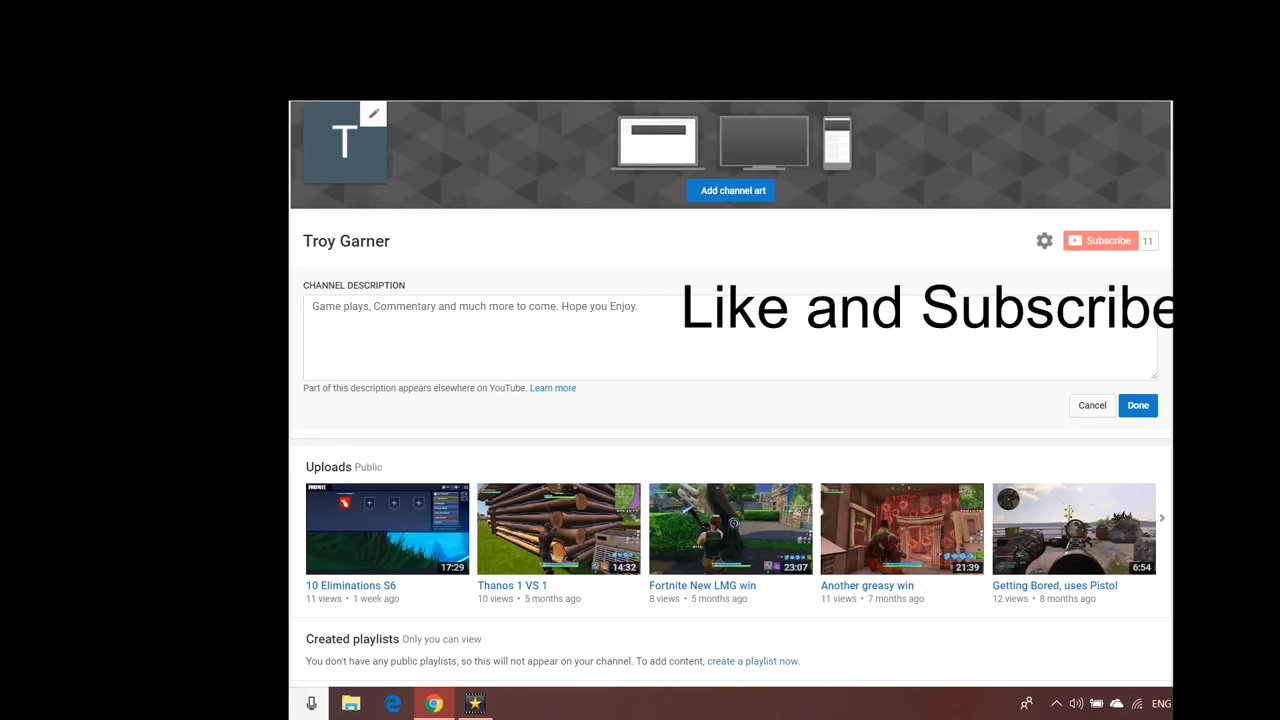 T
Add channel art
Troy Garner
Subscribe 11
CHANNEL DESCRIPTION
Game plays, Commentary and much more to come. Hope you Enjoy.
Like and Subscribe
Part of this description appears elsewhere on YouTube. Learn more
Cancel Done
Uploads Public
FORTNITE
17:29 14:32 23:07 21:39 6:54
10 Eliminations S6 Thanos 1 VS 1 Fortnite New LMG win Another greasy win Getting Bored, uses Pistol
11 views • 1 week ago 10 views • 5 months ago 8 views • 5 months ago 11 views • 7 months ago 12 views • 8 months ago
Created playlists Only you can view
You don't have any public playlists, so this will not appear on your channel. To add content, create a playlist now.
ENG